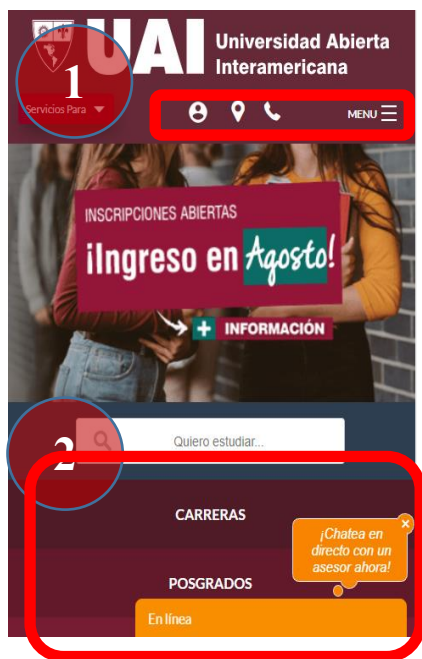 UAI
Universidad Abierta
Interamericana
1
Servicios Para
MENU
INSCRIPCIONES ABIERTAS
¡Ingreso en Agosto!
+ INFORMACIÓN
2
Quiero estudiar...
CARRERAS
¡Chatea en
directo con un
asesor ahora!
POSGRADOS
En línea